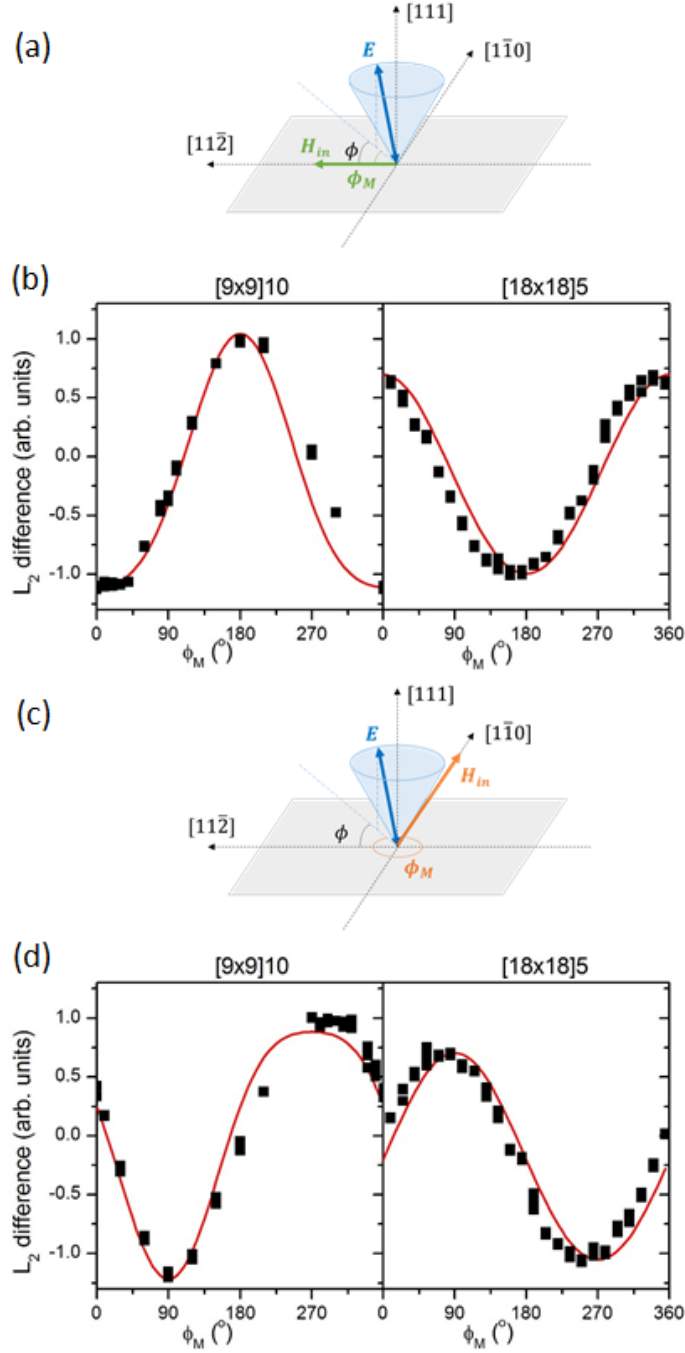 (a)
[111]
[11̄0]
E
[112̄]
H_in
ϕ
ϕ_M
(b)
[9x9]10
[18x18]5
L₂ difference (arb. units)
1.0
0.5
0.0
-0.5
-1.0
0 90 180 270 0 90 180 270 360
ϕ_M (°) ϕ_M (°)
(c)
[111]
[11̄0]
E
H_in
[112̄]
ϕ
ϕ_M
(d)
[9x9]10
[18x18]5
L₂ difference (arb. units)
1.0
0.5
0.0
-0.5
-1.0
0 90 180 270 0 90 180 270 360
ϕ_M (°) ϕ_M (°)